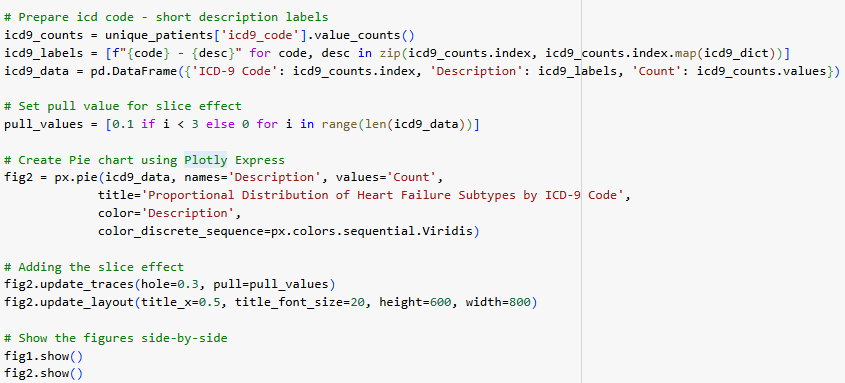 # Prepare icd code - short description labels
icd9_counts = unique_patients['icd9_code'].value_counts()
icd9_labels = [f"{code} - {desc}" for code, desc in zip(icd9_counts.index, icd9_counts.index.map(icd9_dict))]
icd9_data = pd.DataFrame({'ICD-9 Code': icd9_counts.index, 'Description': icd9_labels, 'Count': icd9_counts.values})

# Set pull value for slice effect
pull_values = [0.1 if i < 3 else 0 for i in range(len(icd9_data))]

# Create Pie chart using Plotly Express
fig2 = px.pie(icd9_data, names='Description', values='Count',
             title='Proportional Distribution of Heart Failure Subtypes by ICD-9 Code',
             color='Description',
             color_discrete_sequence=px.colors.sequential.Viridis)

# Adding the slice effect
fig2.update_traces(hole=0.3, pull=pull_values)
fig2.update_layout(title_x=0.5, title_font_size=20, height=600, width=800)

# Show the figures side-by-side
fig1.show()
fig2.show()